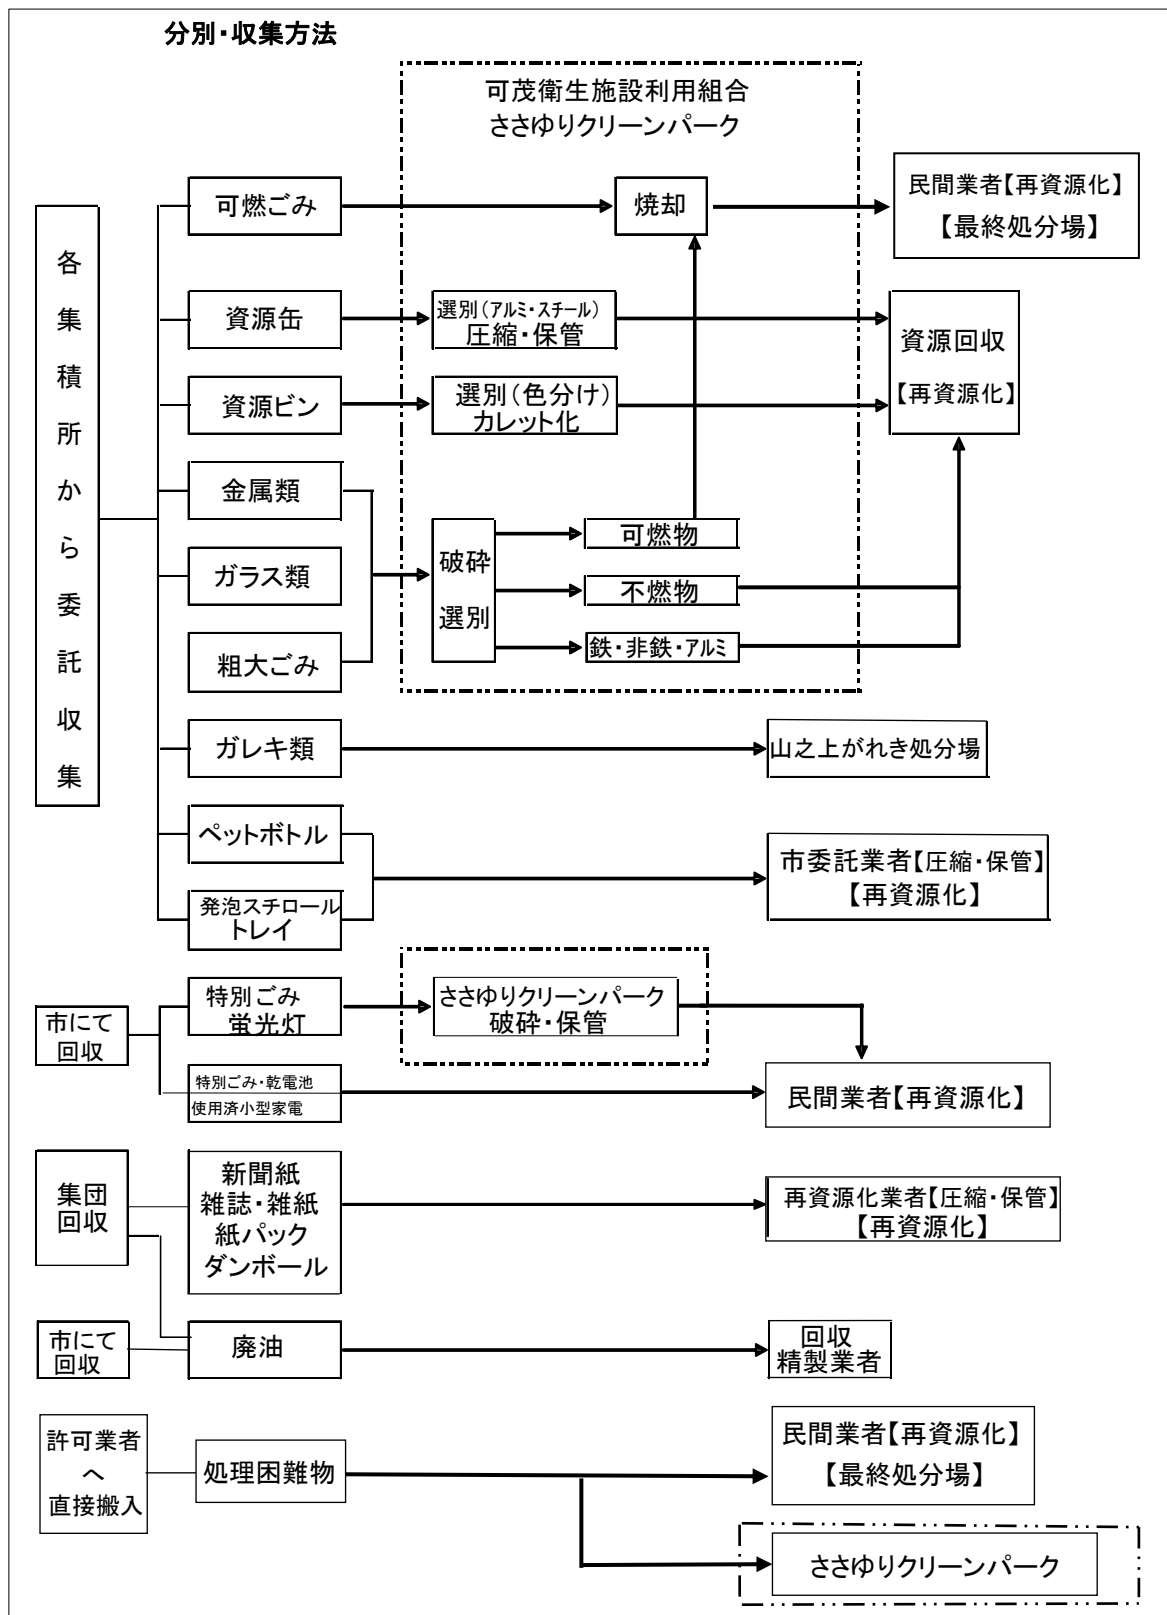 分別・収集方法
可茂衛生施設利用組合
ささゆりクリーンパーク
各集積所から委託収集
可燃ごみ
焼却
民間業者【再資源化】
【最終処分場】
資源缶
選別(アルミ・スチール)
圧縮・保管
資源回収
【再資源化】
資源ビン
選別(色分け)
カレット化
金属類
ガラス類
粗大ごみ
破砕
選別
可燃物
不燃物
鉄・非鉄・アルミ
ガレキ類
山之上がれき処分場
ペットボトル
発泡スチロール
トレイ
市委託業者【圧縮・保管】
【再資源化】
市にて
回収
特別ごみ
蛍光灯
ささゆりクリーンパーク
破砕・保管
特別ごみ・乾電池
使用済小型家電
民間業者【再資源化】
集団
回収
新聞紙
雑誌・雑紙
紙パック
ダンボール
再資源化業者【圧縮・保管】
【再資源化】
市にて
回収
廃油
回収
精製業者
許可業者
へ
直接搬入
処理困難物
民間業者【再資源化】
【最終処分場】
ささゆりクリーンパーク